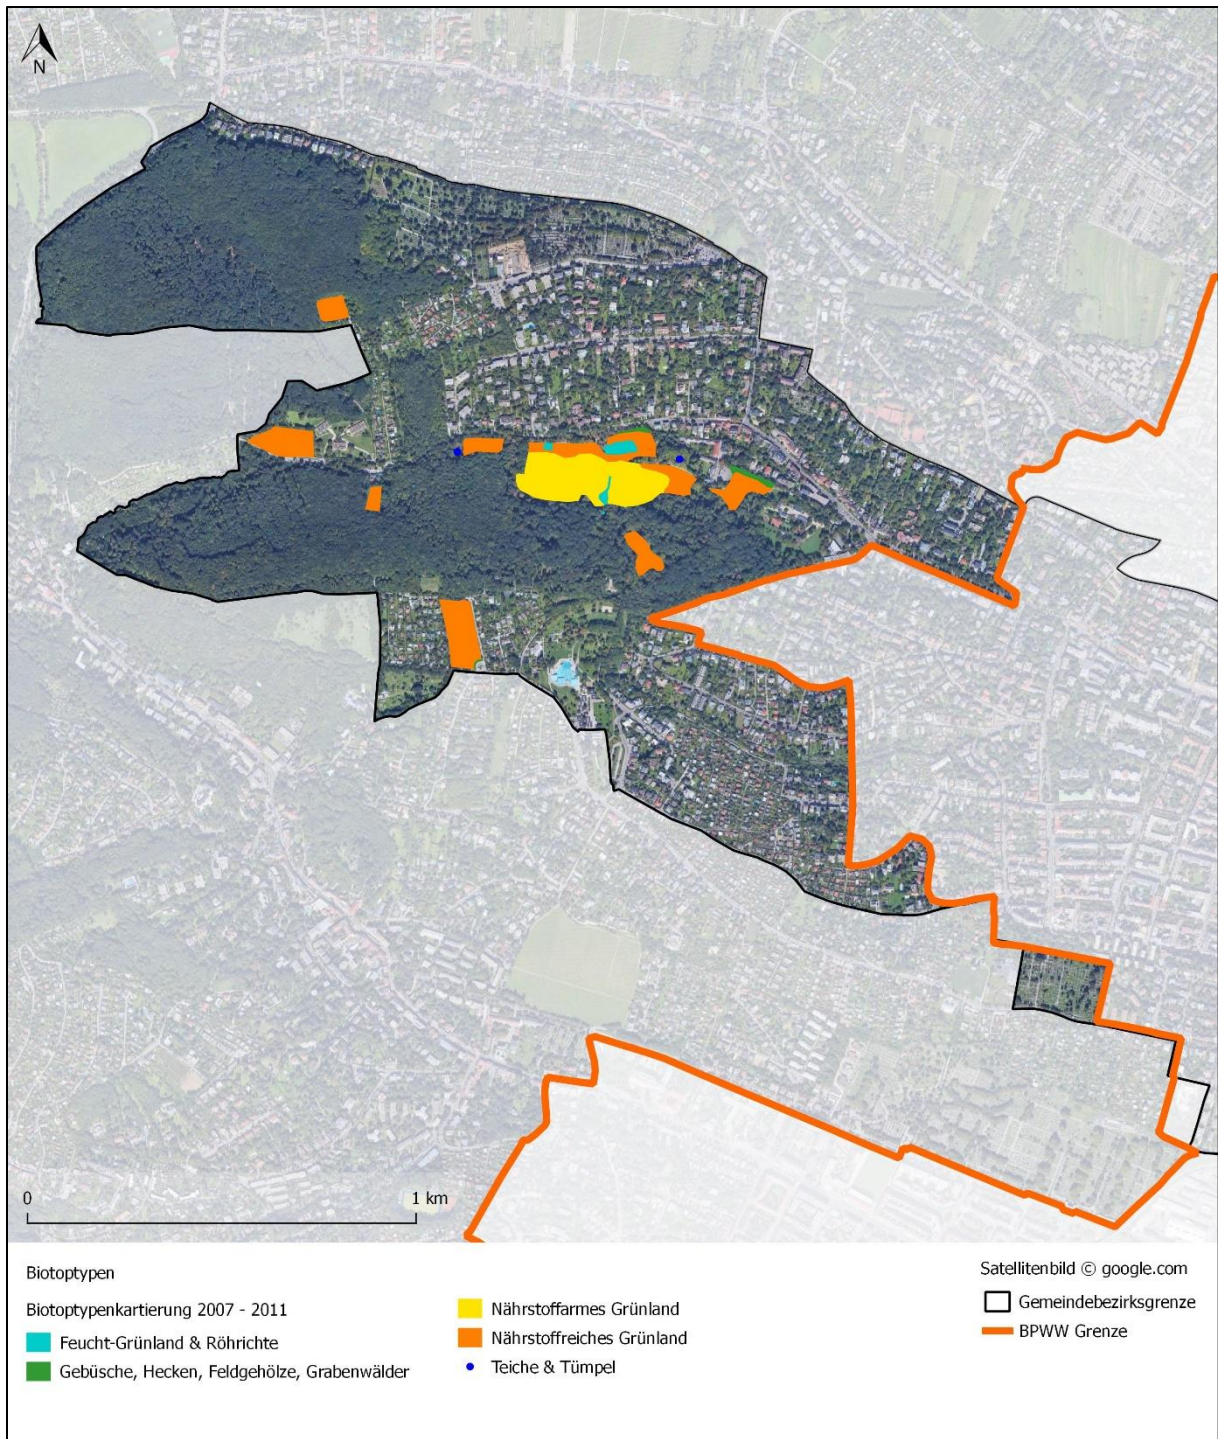 N
0 1 km
Biotoptypen
Biotoptypenkartierung 2007 - 2011
Feucht-Grünland & Röhrichte
Gebüsche, Hecken, Feldgehölze, Grabenwälder
Nährstoffarmes Grünland
Nährstoffreiches Grünland
Teiche & Tümpel
Satellitenbild © google.com
Gemeindebezirksgrenze
BPWW Grenze